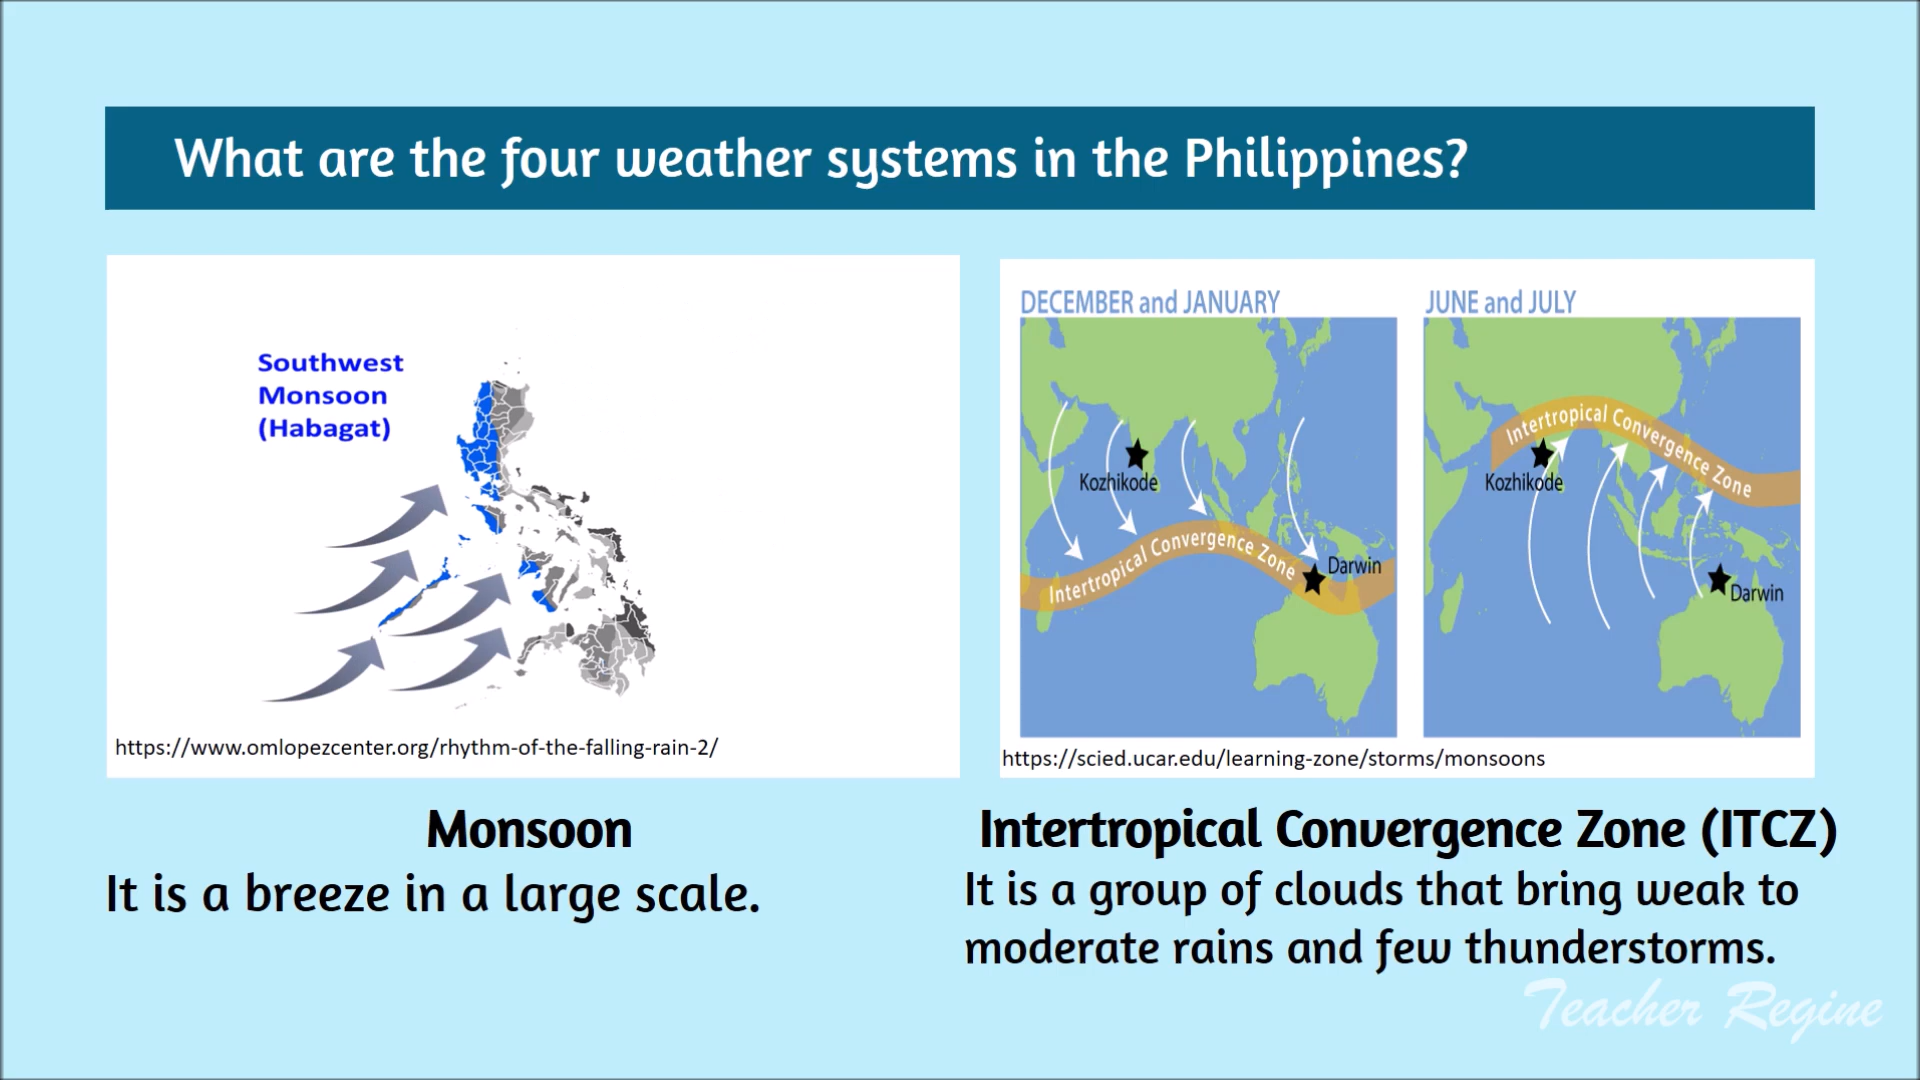 What are the four weather systems in the Philippines?
Southwest
Monsoon
(Habagat)
https://www.omlopezcenter.org/rhythm-of-the-falling-rain-2/
DECEMBER and JANUARY
Kozhikode
Intertropical Convergence Zone
Darwin
JUNE and JULY
Intertropical Convergence Zone
Kozhikode
Darwin
https://scied.ucar.edu/learning-zone/storms/monsoons
Monsoon
It is a breeze in a large scale.
Intertropical Convergence Zone (ITCZ)
It is a group of clouds that bring weak to
moderate rains and few thunderstorms.
Teacher Regine